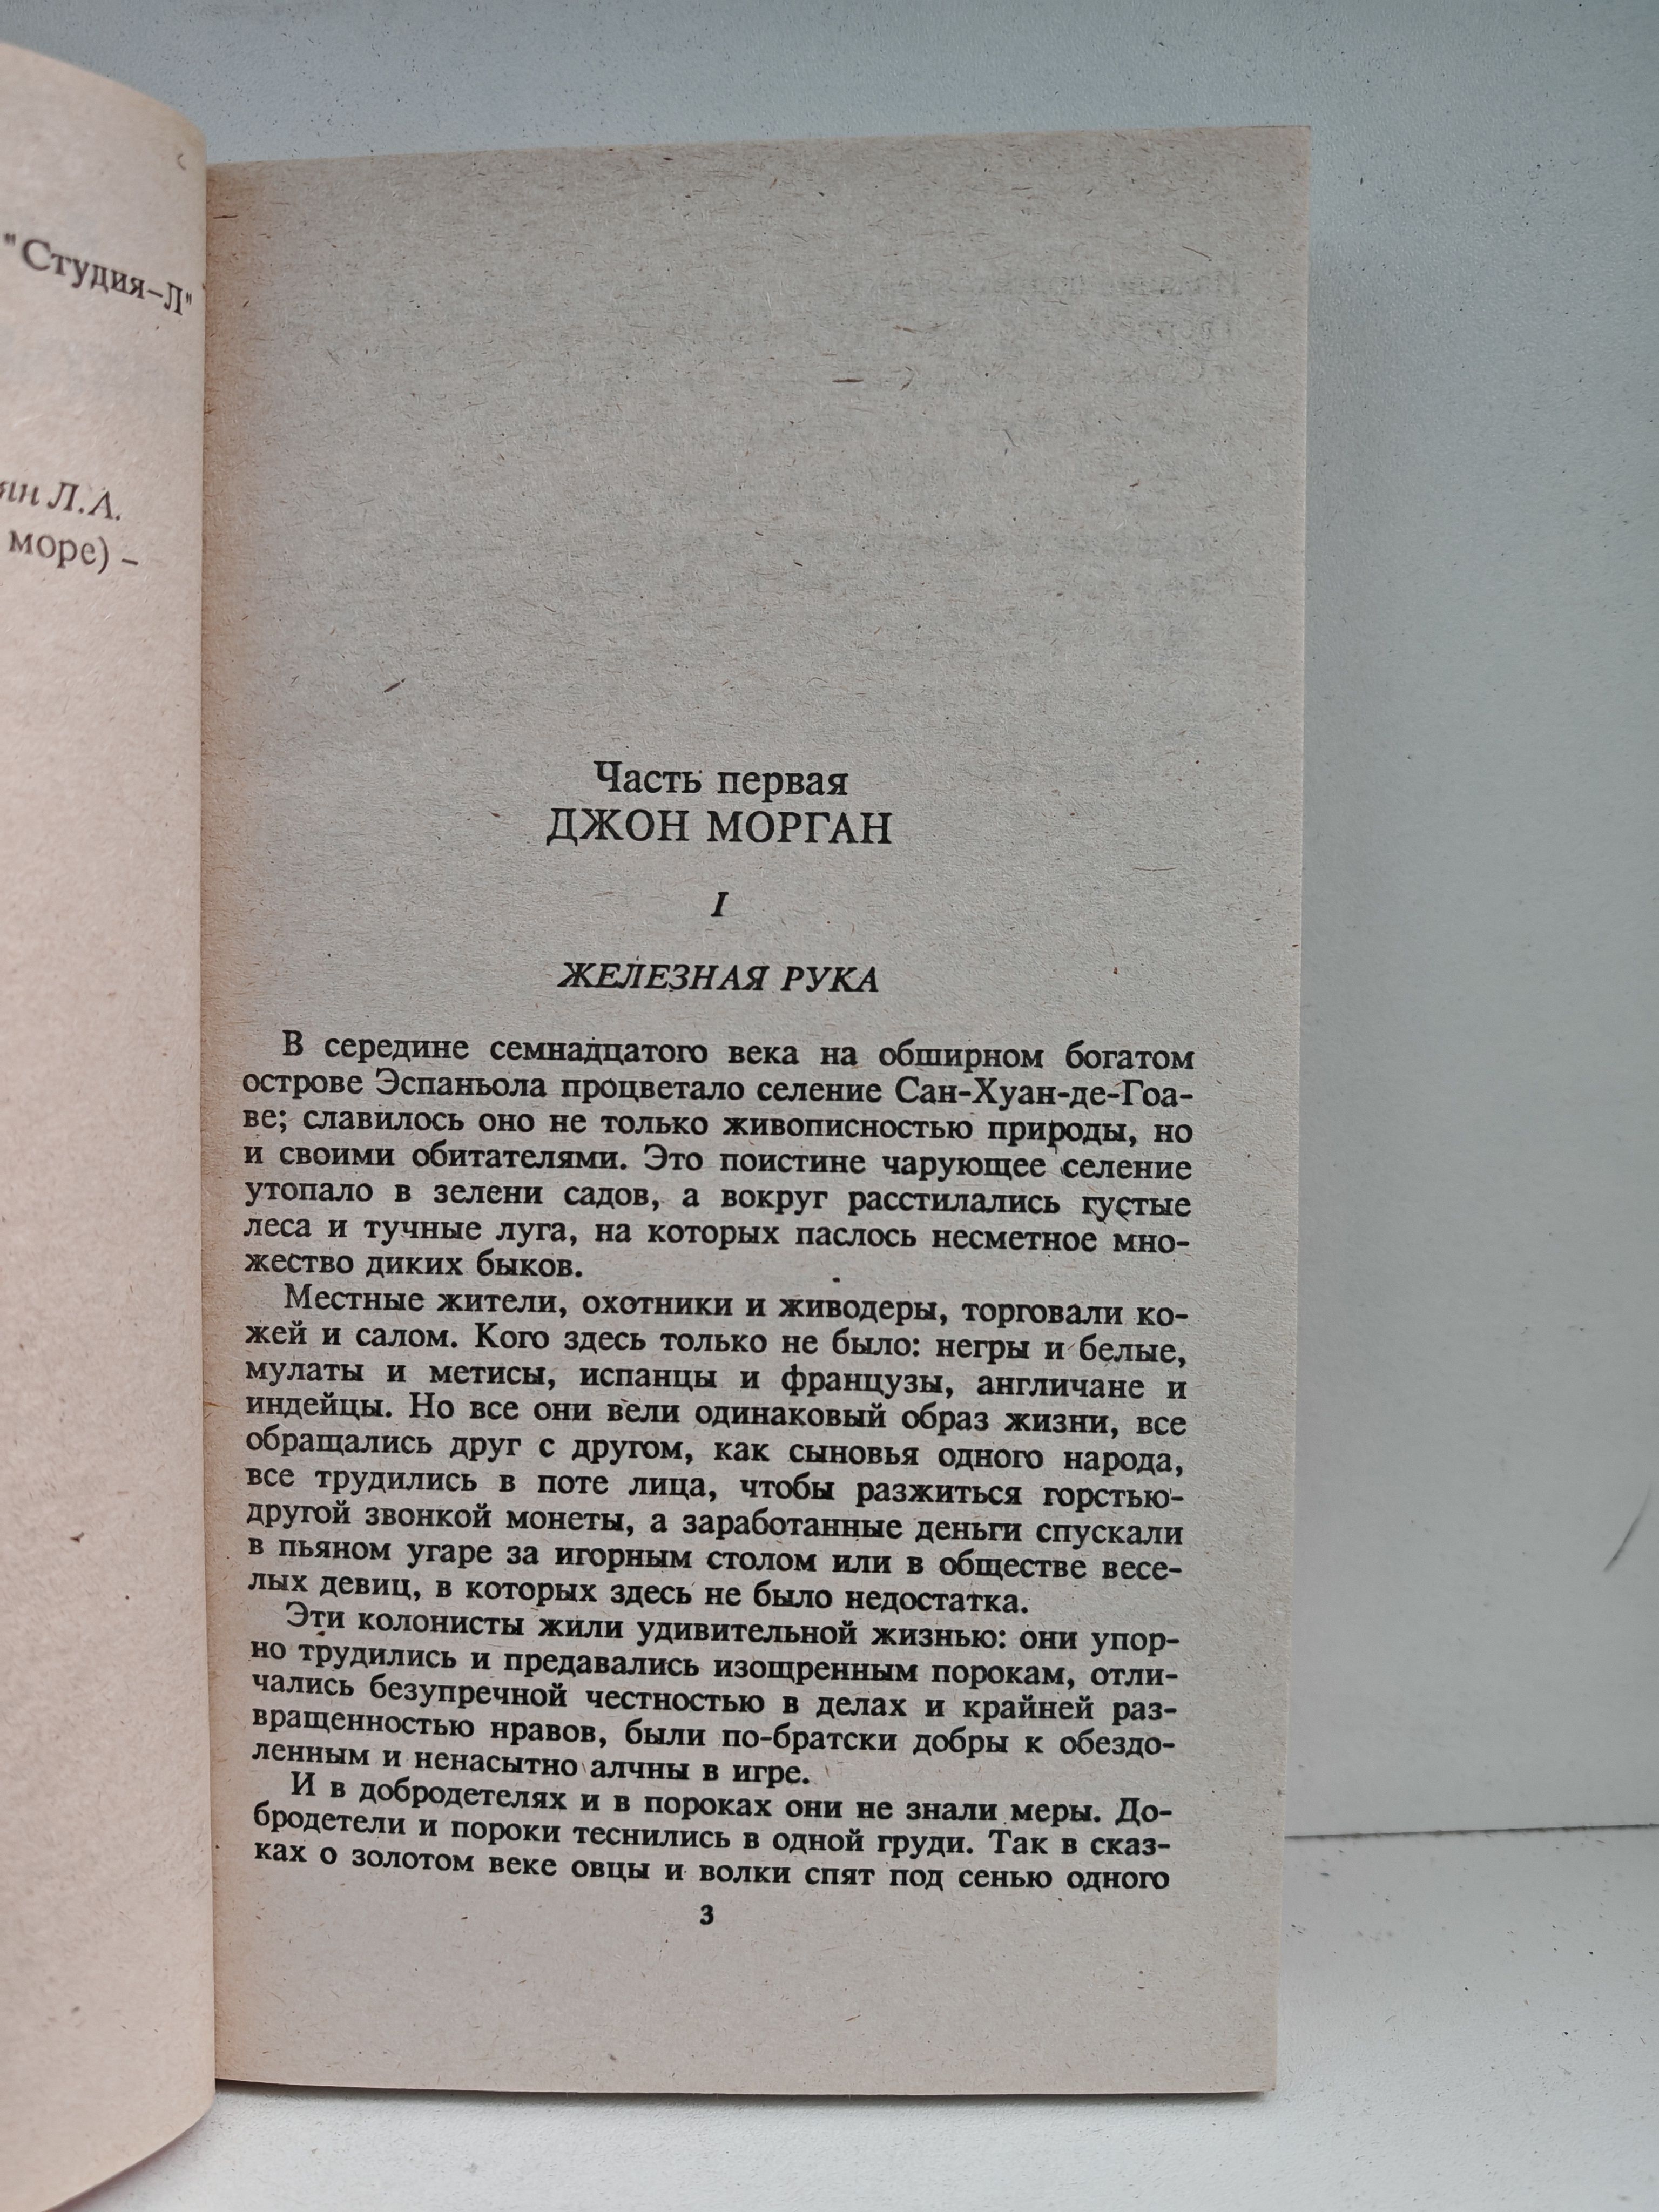 "Студия-Л"
Л.А.
море) –
Часть первая
ДЖОН МОРГАН
I
ЖЕЛЕЗНАЯ РУКА
В середине семнадцатого века на обширном богатом
острове Эспаньола процветало селение Сан-Хуан-де-Гоа-
ве; славилось оно не только живописностью природы, но
и своими обитателями. Это поистине чарующее селение
утопало в зелени садов, а вокруг расстилались густые
леса и тучные луга, на которых паслось несметное мно-
жество диких быков.
Местные жители, охотники и живодеры, торговали ко-
жей и салом. Кого здесь только не было: негры и белые,
мулаты и метисы, испанцы и французы, англичане и
индейцы. Но все они вели одинаковый образ жизни, все
обращались друг с другом, как сыновья одного народа,
все трудились в поте лица, чтобы разжиться горстью-
другой звонкой монеты, а заработанные деньги спускали
в пьяном угаре за игорным столом или в обществе весе-
лых девиц, в которых здесь не было недостатка.
Эти колонисты жили удивительной жизнью: они упор-
но трудились и предавались изощренным порокам, отли-
чались безупречной честностью в делах и крайней раз-
вращенностью нравов, были по-братски добры к обездо-
ленным и ненасытно алчны в игре.
И в добродетелях и в пороках они не знали меры. До-
бродетели и пороки теснились в одной груди. Так в сказ-
ках о золотом веке овцы и волки спят под сенью одного
3